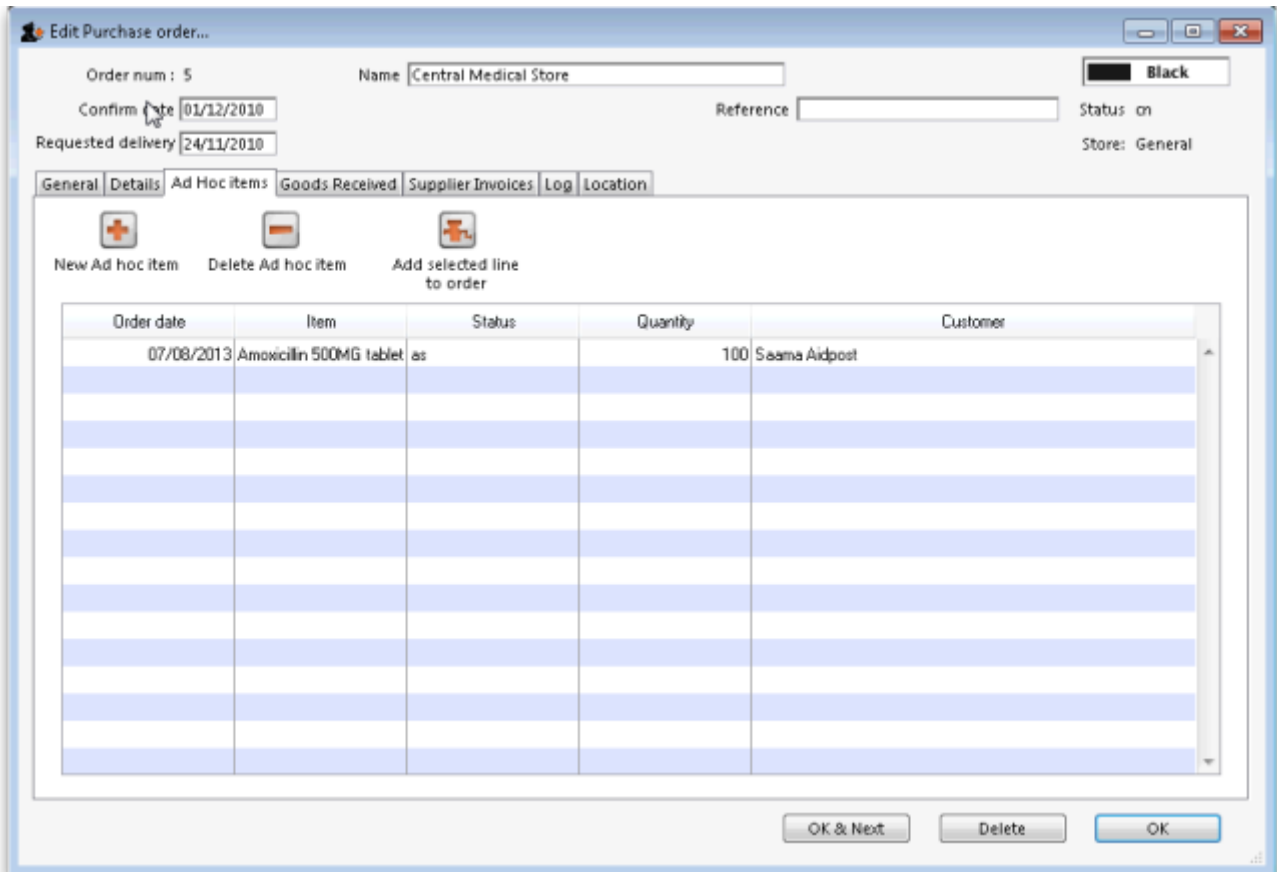 Edit Purchase order...
Order num : 5 Name Central Medical Store Black
Confirm date 01/12/2010 Reference Status cn
Requested delivery 24/11/2010 Store: General
General Details Ad Hoc items Goods Received Supplier Invoices Log Location
New Ad hoc item Delete Ad hoc item Add selected line
to order
Order date Item Status Quantity Customer
07/08/2013 Amoxicillin 500MG tablet as 100 Saama Aidpost
OK & Next Delete OK